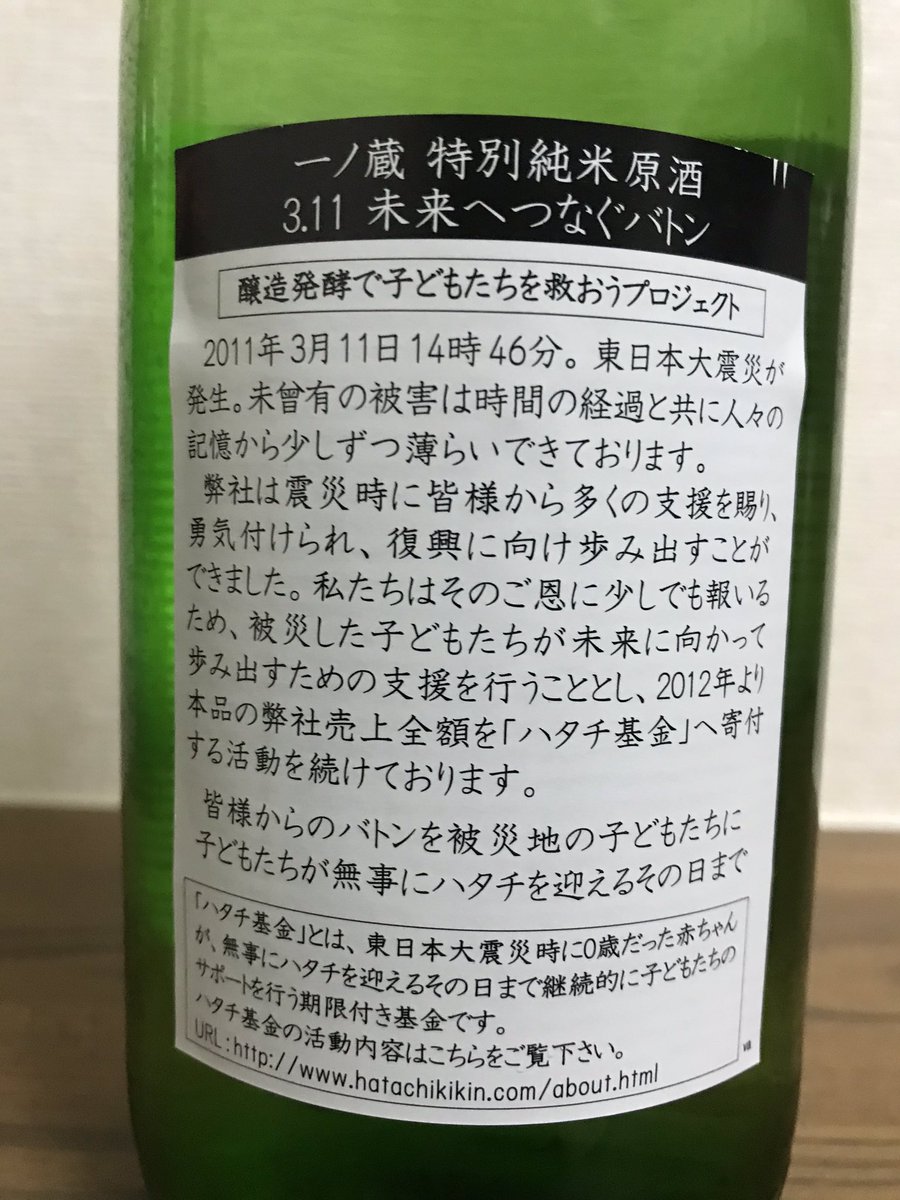 一ノ蔵 特別純米原酒
3.11 未来へつなぐバトン
醸造発酵で子どもたちを救おうプロジェクト
2011年3月11日14時46分。東日本大震災が
発生。未曾有の被害は時間の経過と共に人々の
記憶から少しずつ薄らいできております。
弊社は震災時に皆様から多くの支援を賜り、
勇気付けられ、復興に向け歩み出すことが
できました。私たちはそのご恩に少しでも報いる
ため、被災した子どもたちが未来に向かって
歩み出すための支援を行うこととし、2012年より
本品の弊社売上全額を「ハタチ基金」へ寄付
する活動を続けております。
皆様からのバトンを被災地の子どもたちに
子どもたちが無事にハタチを迎えるその日まで
「ハタチ基金」とは、東日本大震災時に0歳だった赤ちゃん
が、無事にハタチを迎えるその日まで継続的に子どもたちの
サポートを行う期限付き基金です。
ハタチ基金の活動内容はこちらをご覧下さい。
URL:http://www.hatachikikin.com/about.html